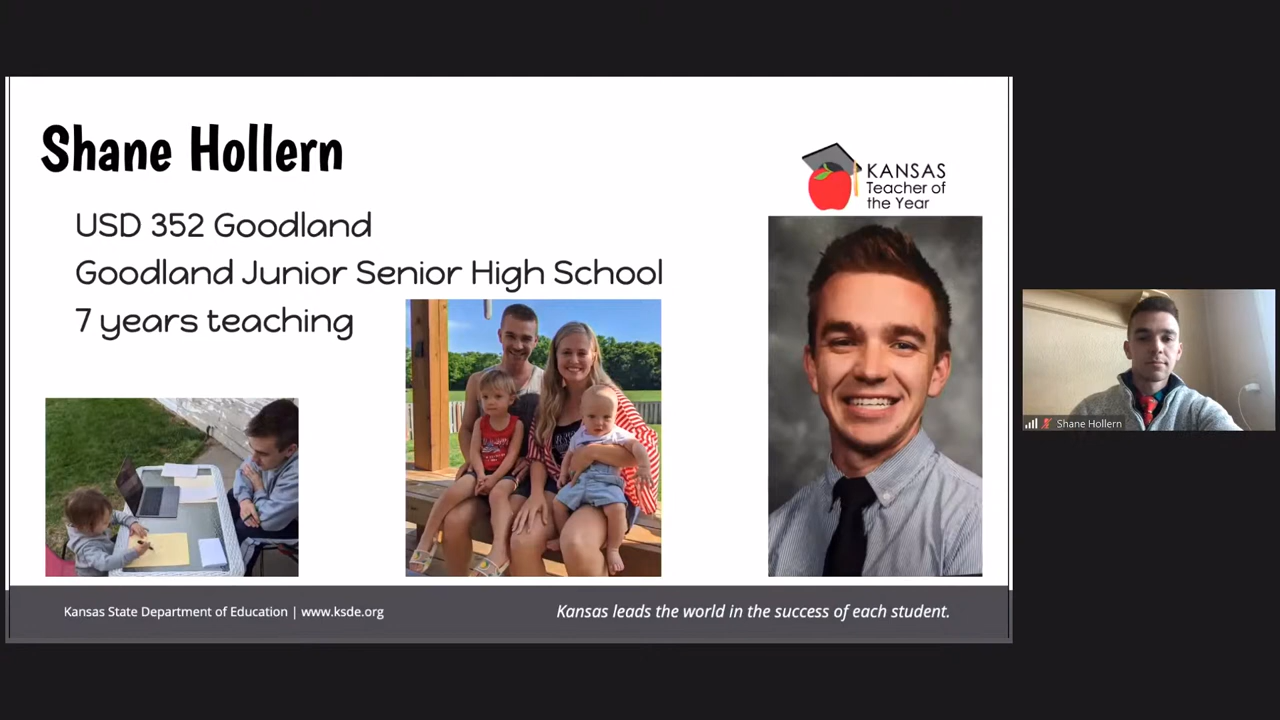 Shane Hollern
KANSAS
Teacher of
the Year
USD 352 Goodland
Goodland Junior Senior High School
7 years teaching
Shane Hollern
Kansas State Department of Education | www.ksde.org
Kansas leads the world in the success of each student.